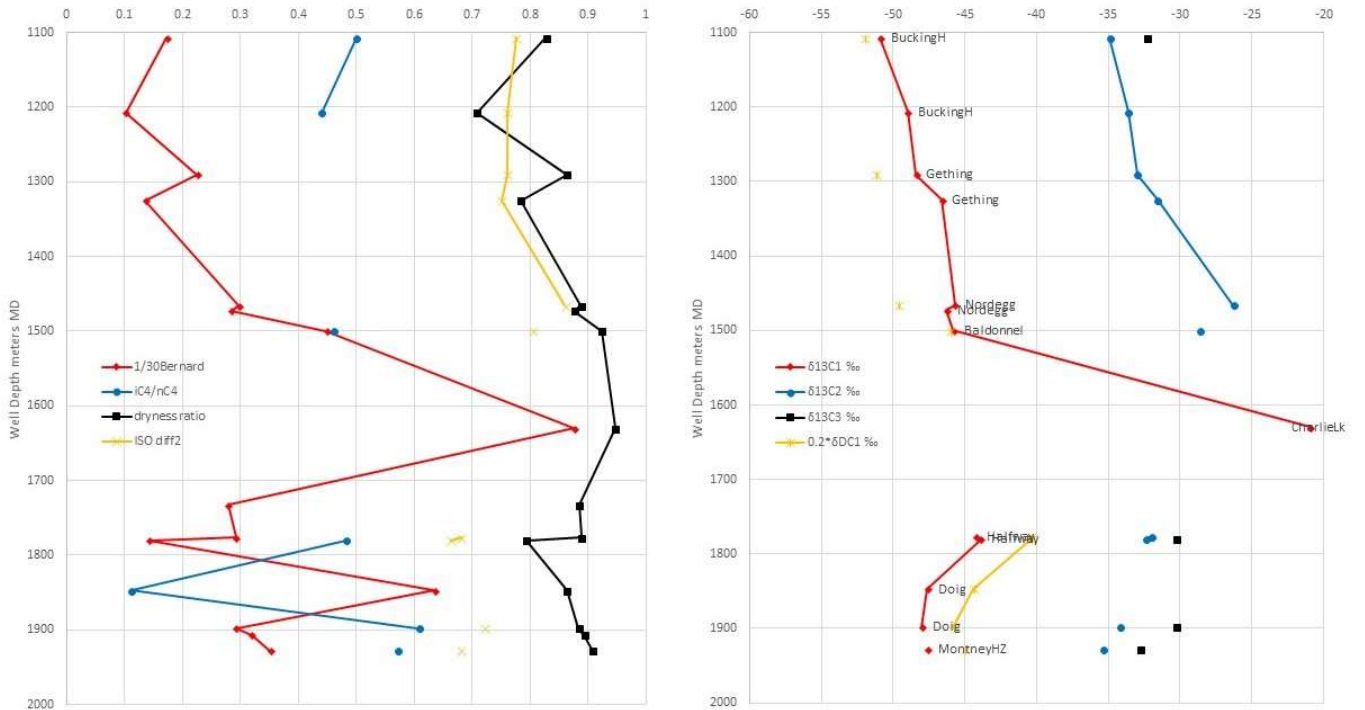 0 0.1 0.2 0.3 0.4 0.5 0.6 0.7 0.8 0.9 1
1100
1200
1300
1400
1500
1600
1700
1800
1900
2000
Well Depth meters MD
1/30Bernard
iC4/nC4
dryness ratio
ISO diff2
-60 -55 -50 -45 -40 -35 -30 -25 -20
1100
1200
1300
1400
1500
1600
1700
1800
1900
2000
Well Depth meters MD
BuckingH
BuckingH
Gething
Gething
Nordegg
Nordegg
Baldonnel
δ13C1 ‰
δ13C2 ‰
δ13C3 ‰
0.2*δDC1 ‰
CharlieLk
Halfway
Halfway
Doig
Doig
MontneyHZ